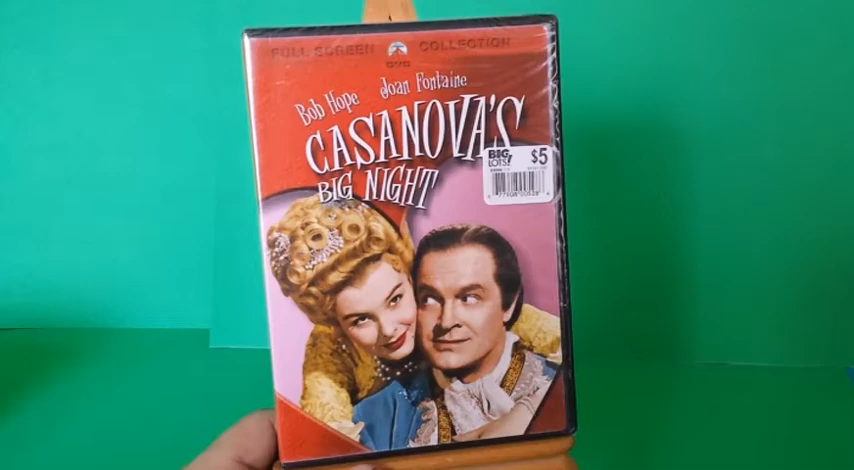 FULL SCREEN COLLECTION
DVD
Bob Hope Joan Fontaine
CASANOVA'S
BIG NIGHT
BIG LOTS! $5